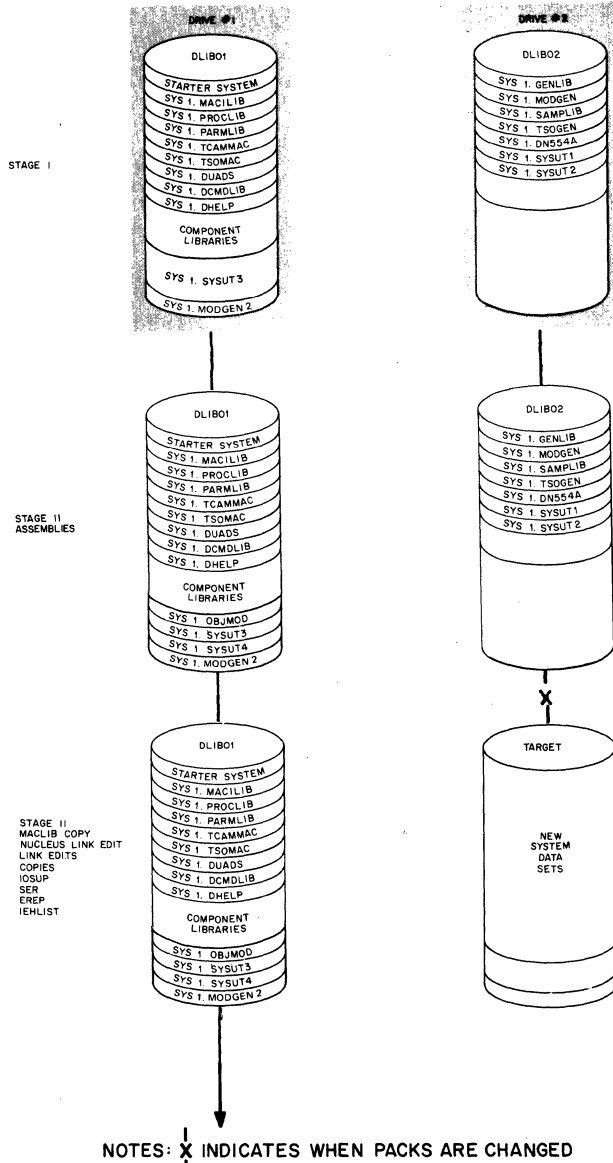 DRIVE #1
DLIB01
STARTER SYSTEM
SYS 1. MACILIB
SYS 1. PROCLIB
SYS 1. PARMLIB
SYS 1. TCAMMAC
SYS 1. TSOMAC
SYS 1. DUADS
SYS 1. DCMDLIB
SYS 1. DHELP
COMPONENT
LIBRARIES
SYS 1. SYSUT3
SYS 1. MODGEN 2
DRIVE #2
DLIB02
SYS 1. GENLIB
SYS 1. MODGEN
SYS 1. SAMPLIB
SYS 1. TSOGEN
SYS 1. DN554A
SYS 1. SYSUT1
SYS 1. SYSUT2
STAGE I
STAGE II
ASSEMBLIES
DLIB01
STARTER SYSTEM
SYS 1. MACILIB
SYS 1. PROCLIB
SYS 1. PARMLIB
SYS 1. TCAMMAC
SYS 1 TSOMAC
SYS 1. DUADS
SYS 1. DCMDLIB
SYS 1. DHELP
COMPONENT
LIBRARIES
SYS 1 OBJMOD
SYS 1. SYSUT3
SYS 1 SYSUT4
SYS 1. MODGEN 2
DLIB02
SYS 1. GENLIB
SYS 1. MODGEN
SYS 1. SAMPLIB
SYS 1. TSOGEN
SYS 1. DN554A
SYS 1. SYSUT1
SYS 1. SYSUT2
X
STAGE II
MACLIB COPY
NUCLEUS LINK EDIT
LINK EDITS
COPIES
IOSUP
SER
EREP
IEHLIST
DLIB01
STARTER SYSTEM
SYS 1. MACILIB
SYS 1. PROCLIB
SYS 1. PARMLIB
SYS 1. TCAMMAC
SYS 1 TSOMAC
SYS 1. DUADS
SYS 1. DCMDLIB
SYS 1. DHELP
COMPONENT
LIBRARIES
SYS 1 OBJMOD
SYS 1. SYSUT3
SYS 1. SYSUT4
SYS 1. MODGEN 2
TARGET
NEW
SYSTEM
DATA
SETS
NOTES: X INDICATES WHEN PACKS ARE CHANGED